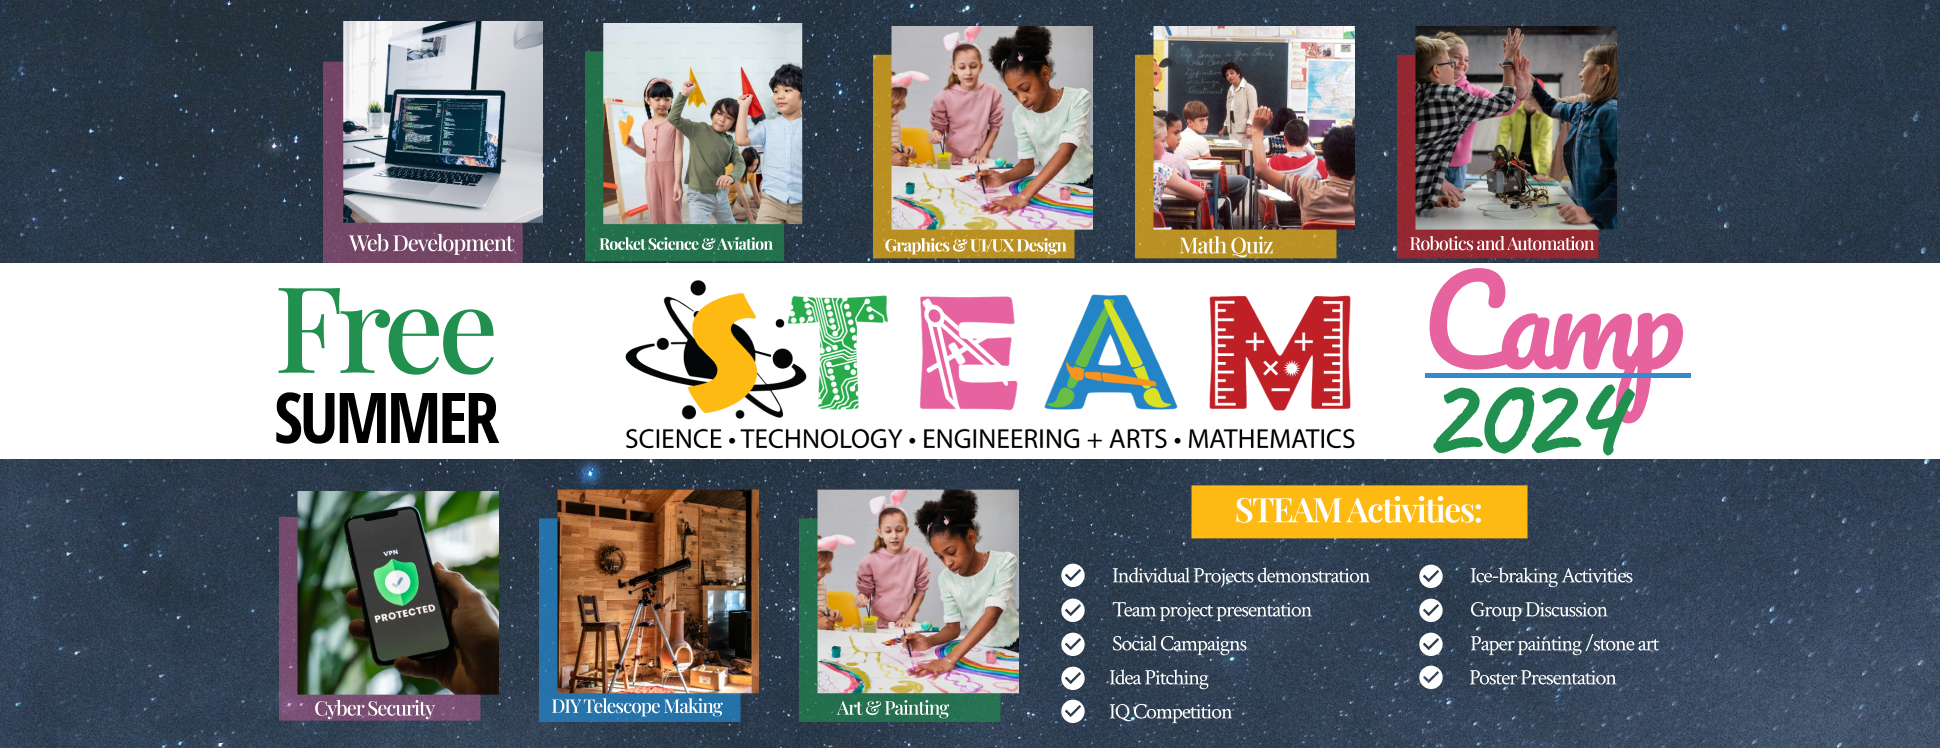 Web Development
Rocket Science & Aviation
Graphics & UI/UX Design
Math Quiz
Robotics and Automation
Free
SUMMER
STEAM
SCIENCE • TECHNOLOGY • ENGINEERING + ARTS • MATHEMATICS
Camp
2024
VPN
PROTECTED
Cyber Security
DIY Telescope Making
Art & Painting
STEAM Activities:
Individual Projects demonstration
Team project presentation
Social Campaigns
Idea Pitching
IQ Competition
Ice-braking Activities
Group Discussion
Paper painting /stone art
Poster Presentation